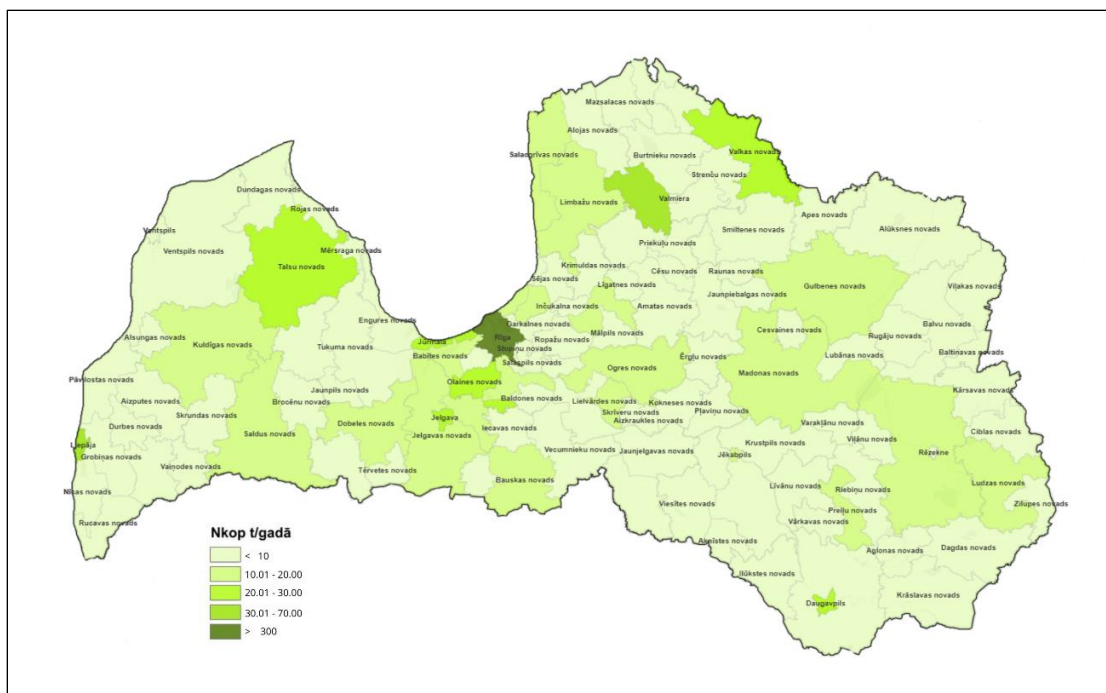 Mazsalacas novads
Alojas novads
Salacgrīvas novads
Burtnieku novads
Valkas novads
Strenču novads
Dundagas novads
Rojas novads
Limbažu novads
Valmiera
Apes novads
Alūksnes novads
Ventspils
Ventspils novads
Mērsraga novads
Smiltenes novads
Talsu novads
Priekuļu novads
Krimuldas novads
Cēsu novads
Raunas novads
Sējas novads
Līgatnes novads
Gulbenes novads
Viļakas novads
Jaunpiebalgas novads
Inčukalna novads
Amatas novads
Engures novads
Garkalnes novads
Cesvaines novads
Balvu novads
Rugāju novads
Alsungas novads
Kuldīgas novads
Tukuma novads
Jūrmala
Rīga
Ropažu novads
Mālpils novads
Stopiņu novads
Babītes novads
Salaspils novads
Ērgļu novads
Lubānas novads
Baltinavas novads
Ogres novads
Madonas novads
Pāvilostas novads
Olaines novads
Jaunpils novads
Baldones novads
Kārsavas novads
Aizputes novads
Brocēnu novads
Lielvārdes novads
Kokneses novads
Skrundas novads
Jelgava
Skrīveru novads
Pļaviņu novads
Aizkraukles novads
Durbes novads
Dobeles novads
Iecavas novads
Varakļānu novads
Ciblas novads
Saldus novads
Jelgavas novads
Krustpils novads
Viļānu novads
Liepāja
Grobiņas novads
Vecumnieku novads
Jaunjelgavas novads
Jēkabpils
Rēzekne
Vaiņodes novads
Tērvetes novads
Bauskas novads
Līvānu novads
Riebiņu novads
Ludzas novads
Nīcas novads
Viesītes novads
Preiļu novads
Zilupes novads
Rucavas novads
Vārkavas novads
Aknīstes novads
Aglonas novads
Dagdas novads
Ilūkstes novads
Krāslavas novads
Daugavpils
Nkop t/gadā
< 10
10.01 - 20.00
20.01 - 30.00
30.01 - 70.00
> 300